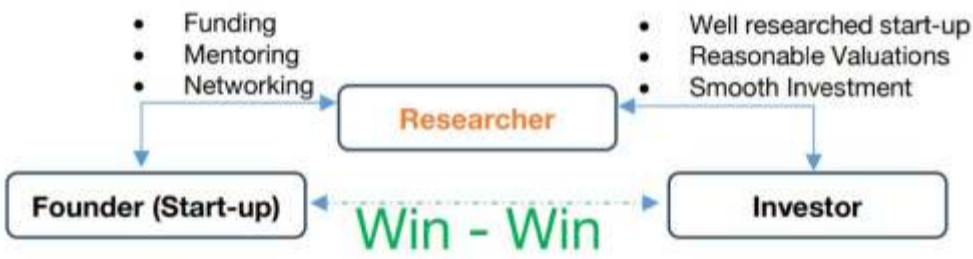 • Funding
• Mentoring
• Networking
• Well researched start-up
• Reasonable Valuations
• Smooth Investment
Researcher
Founder (Start-up)
Win - Win
Investor